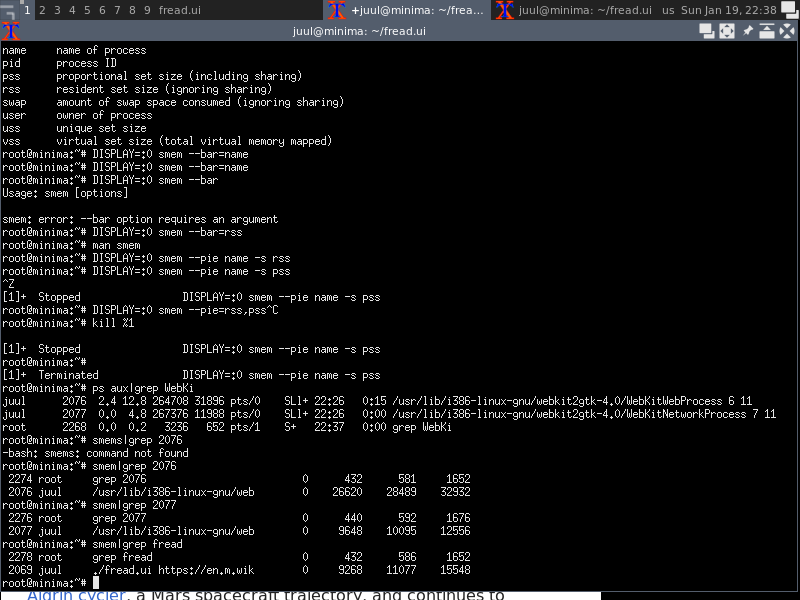 1 2 3 4 5 6 7 8 9 fread.ui +juul@minima: ~/frea... juul@minima: ~/fread.ui us Sun Jan 19, 22:38
juul@minima: ~/fread.ui
name name of process
pid process ID
pss proportional set size (including sharing)
rss resident set size (ignoring sharing)
swap amount of swap space consumed (ignoring sharing)
user owner of process
uss unique set size
vss virtual set size (total virtual memory mapped)
root@minima:~# DISPLAY=:0 smem --bar=name
root@minima:~# DISPLAY=:0 smem --bar=name
root@minima:~# DISPLAY=:0 smem --bar
Usage: smem [options]
smem: error: --bar option requires an argument
root@minima:~# DISPLAY=:0 smem --bar=rss
root@minima:~# man smem
root@minima:~# DISPLAY=:0 smem --pie name -s rss
root@minima:~# DISPLAY=:0 smem --pie name -s pss
^Z
[1]+ Stopped DISPLAY=:0 smem --pie name -s pss
root@minima:~# DISPLAY=:0 smem --pie=rss,pss^C
root@minima:~# kill %1
[1]+ Stopped DISPLAY=:0 smem --pie name -s pss
root@minima:~#
[1]+ Terminated DISPLAY=:0 smem --pie name -s pss
root@minima:~# ps aux|grep WebKi
juul 2076 2.4 12.8 264708 31896 pts/0 SLl+ 22:26 0:15 /usr/lib/i386-linux-gnu/webkit2gtk-4.0/WebKitWebProcess 6 11
juul 2077 0.0 4.8 267376 11988 pts/0 SLl+ 22:26 0:00 /usr/lib/i386-linux-gnu/webkit2gtk-4.0/WebKitNetworkProcess 7 11
root 2268 0.0 0.2 3236 652 pts/1 S+ 22:37 0:00 grep WebKi
root@minima:~# smems|grep 2076
-bash: smems: command not found
root@minima:~# smem|grep 2076
2274 root grep 2076 0 432 581 1652
2076 juul /usr/lib/i386-linux-gnu/web 0 26620 28489 32932
root@minima:~# smem|grep 2077
2276 root grep 2077 0 440 592 1676
2077 juul /usr/lib/i386-linux-gnu/web 0 9648 10095 12556
root@minima:~# smem|grep fread
2278 root grep fread 0 432 586 1652
2069 juul ./fread.ui https://en.m.wik 0 9268 11077 15548
root@minima:~#
Aldrin cycler, a Mars spacecraft trajectory, and continues to